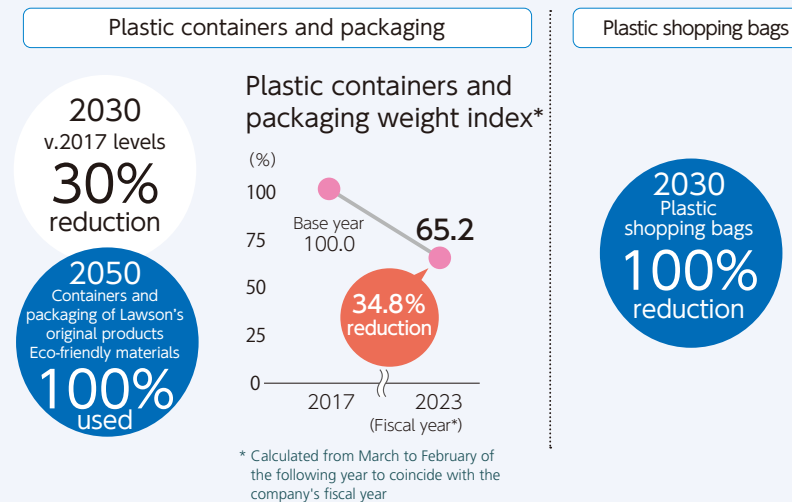 Plastic containers and packaging
2030
v.2017 levels
30%
reduction
2050
Containers and
packaging of Lawson's
original products
Eco-friendly materials
100%
used
Plastic containers and
packaging weight index*
(%)
100
75
50
25
0
Base year
100.0
65.2
34.8%
reduction
2017
2023
(Fiscal year*)
* Calculated from March to February of
the following year to coincide with the
company's fiscal year
Plastic shopping bags
2030
Plastic
shopping bags
100%
reduction